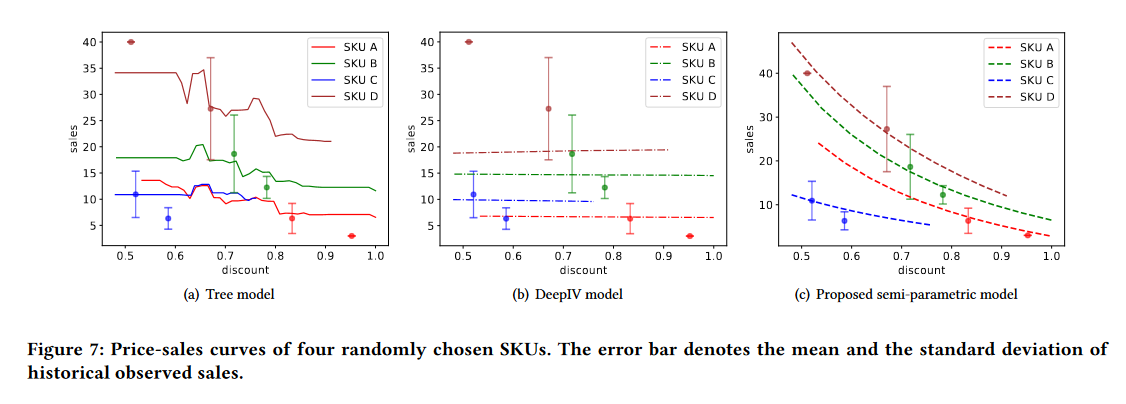 40
35
30
25
20
15
10
5
sales
0.5 0.6 0.7 0.8 0.9 1.0
discount
SKU A
SKU B
SKU C
SKU D
(a) Tree model
40
35
30
25
20
15
10
5
sales
0.5 0.6 0.7 0.8 0.9 1.0
discount
SKU A
SKU B
SKU C
SKU D
(b) DeepIV model
40
30
20
10
sales
0.5 0.6 0.7 0.8 0.9 1.0
discount
SKU A
SKU B
SKU C
SKU D
(c) Proposed semi-parametric model
Figure 7: Price-sales curves of four randomly chosen SKUs. The error bar denotes the mean and the standard deviation of
historical observed sales.